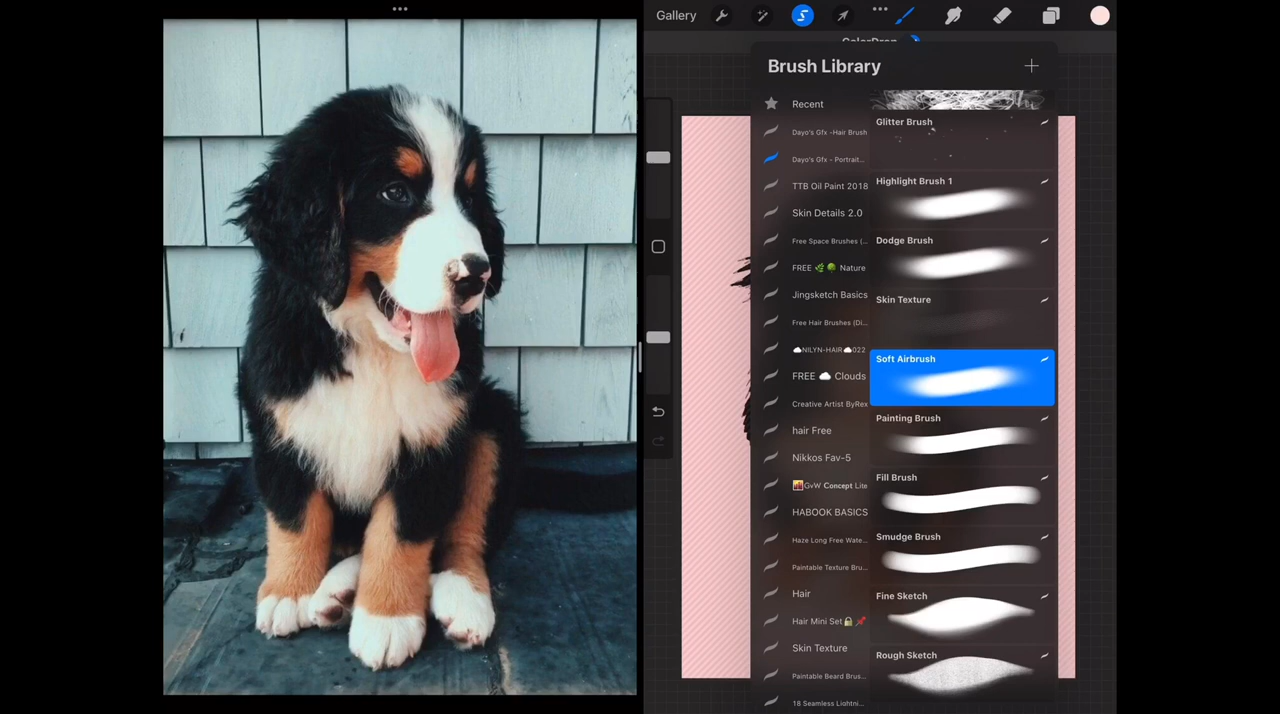 Gallery
ColorDrop
Brush Library
Recent
Dayo's Gfx -Hair Brush
Dayo's Gfx - Portrait...
TTB Oil Paint 2018
Skin Details 2.0
Free Space Brushes (...
FREE 🌿🌳 Nature
Jingsketch Basics
Free Hair Brushes (Di...
☁️NILYN-HAIR☁️022
FREE ☁️ Clouds
Creative Artist ByRex
hair Free
Nikkos Fav-5
🌇GvW Concept Lite
HABOOK BASICS
Haze Long Free Wate...
Paintable Texture Bru...
Hair
Hair Mini Set🔒📌
Skin Texture
Paintable Beard Brus...
18 Seamless Lightni...
Glitter Brush
Highlight Brush 1
Dodge Brush
Skin Texture
Soft Airbrush
Painting Brush
Fill Brush
Smudge Brush
Fine Sketch
Rough Sketch